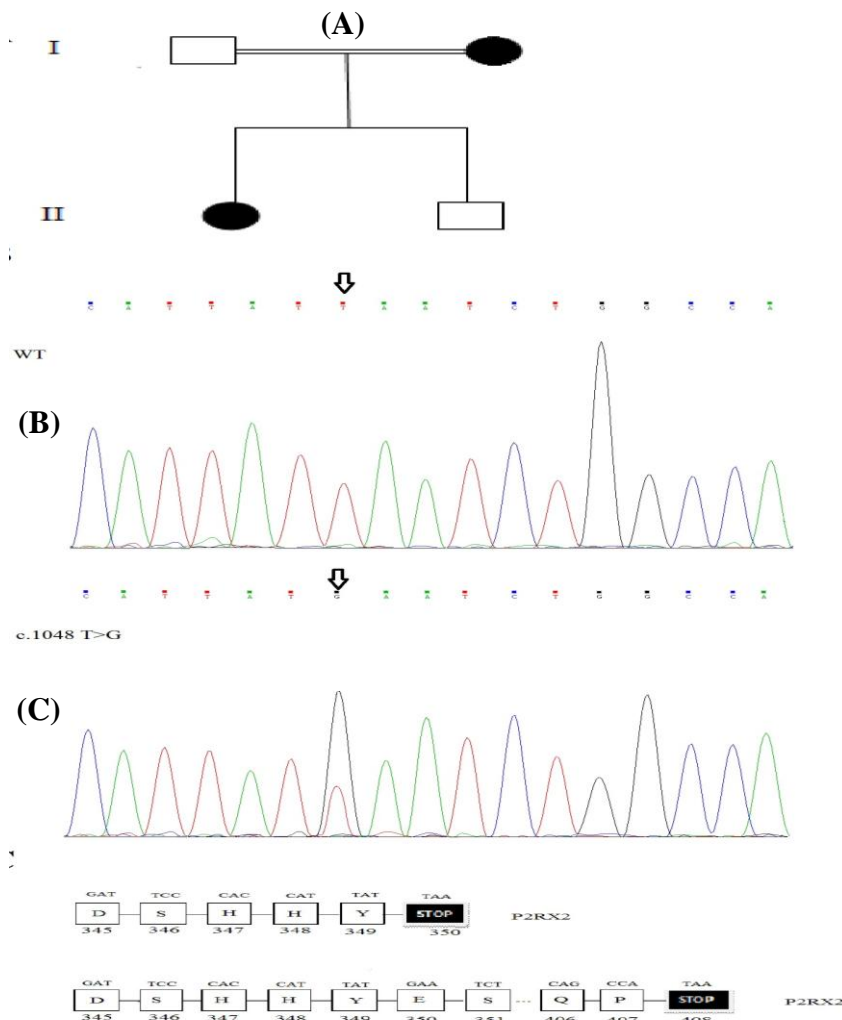 (A)
I
II
C A T T A T T A A T C T G G C C A
WT
(B)
C A T T A T G A A T C T G G C C A
c.1048 T>G
(C)
GAT TCC CAC CAT TAT TAA
D S H H Y STOP P2RX2
345 346 347 348 349 350
GAT TCC CAC CAT TAT GAA TCT CAG CCA TAA
D S H H Y E S ... Q P STOP P2RX2
345 346 347 348 349 350 351 406 407 408